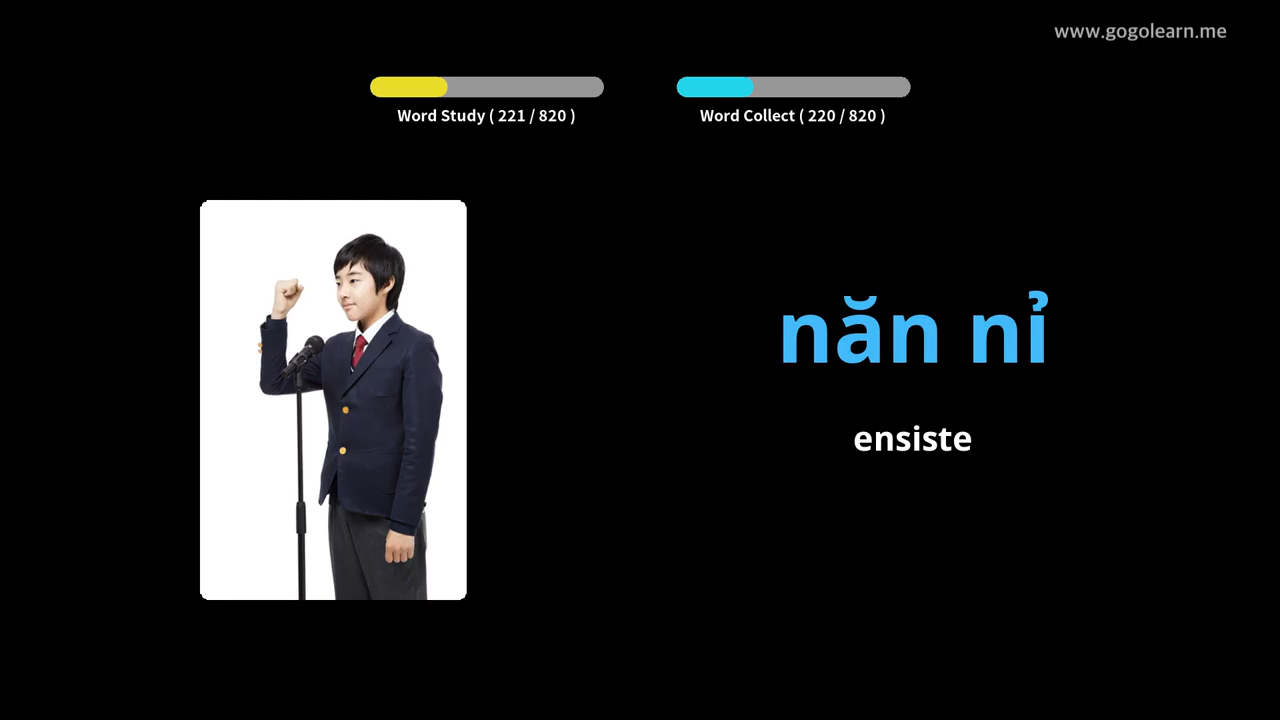 www.gogolearn.me
Word Study ( 221 / 820 )
Word Collect ( 220 / 820 )
năn nỉ
ensiste